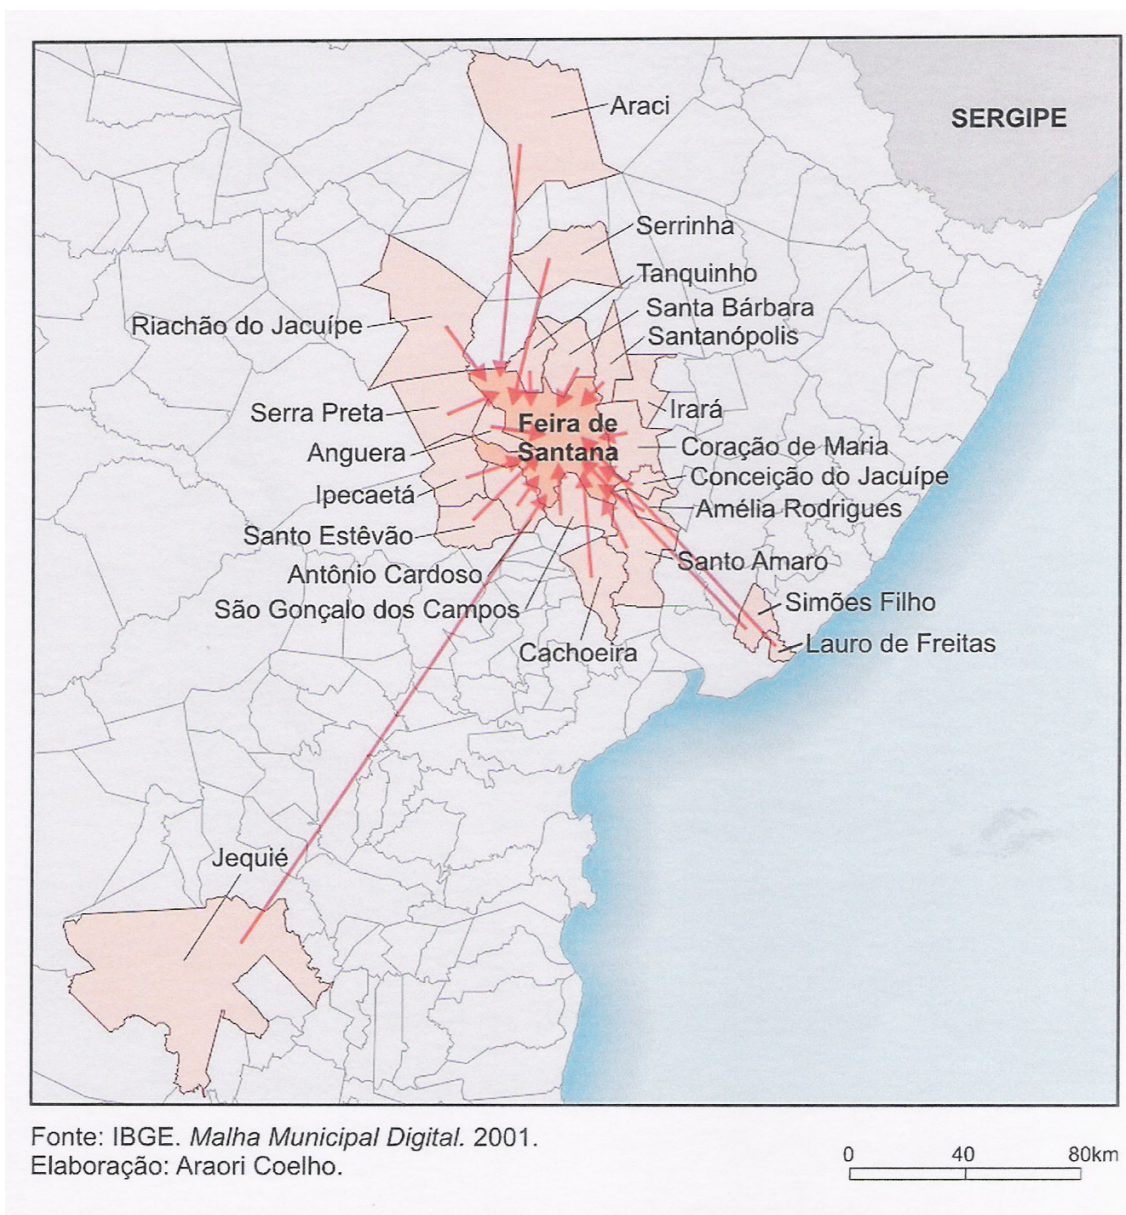 Araci
SERGIPE
Serrinha
Tanquinho
Santa Bárbara
Riachão do Jacuípe
Santanópolis
Serra Preta
Irará
Feira de
Santana
Anguera
Coração de Maria
Conceição do Jacuípe
Ipecaetá
Amélia Rodrigues
Santo Estêvão
Santo Amaro
Antônio Cardoso
Simões Filho
São Gonçalo dos Campos
Lauro de Freitas
Cachoeira
Jequié
Fonte: IBGE. Malha Municipal Digital. 2001.
Elaboração: Araori Coelho.
0 40 80km